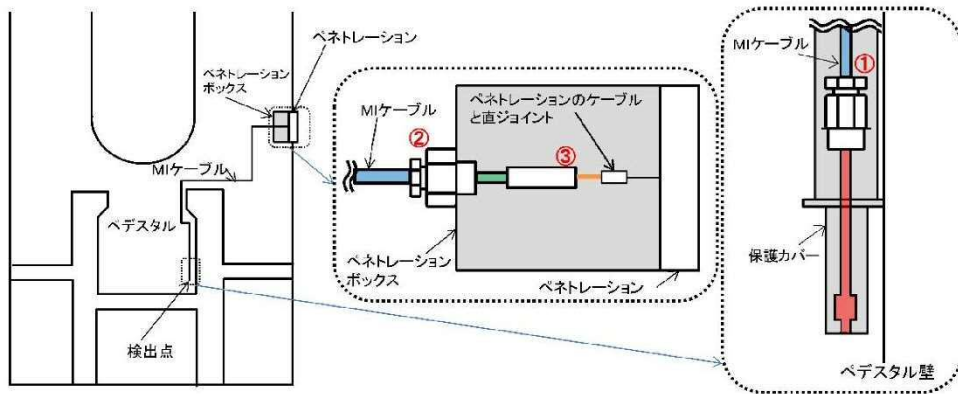 ペネトレーション
ペネトレーション
ボックス
MIケーブル
ペデスタル
検出点
MIケーブル
②
ペネトレーションのケーブル
と直ジョイント
③
ペネトレーション
ボックス
ペネトレーション
MIケーブル
①
保護カバー
ペデスタル壁